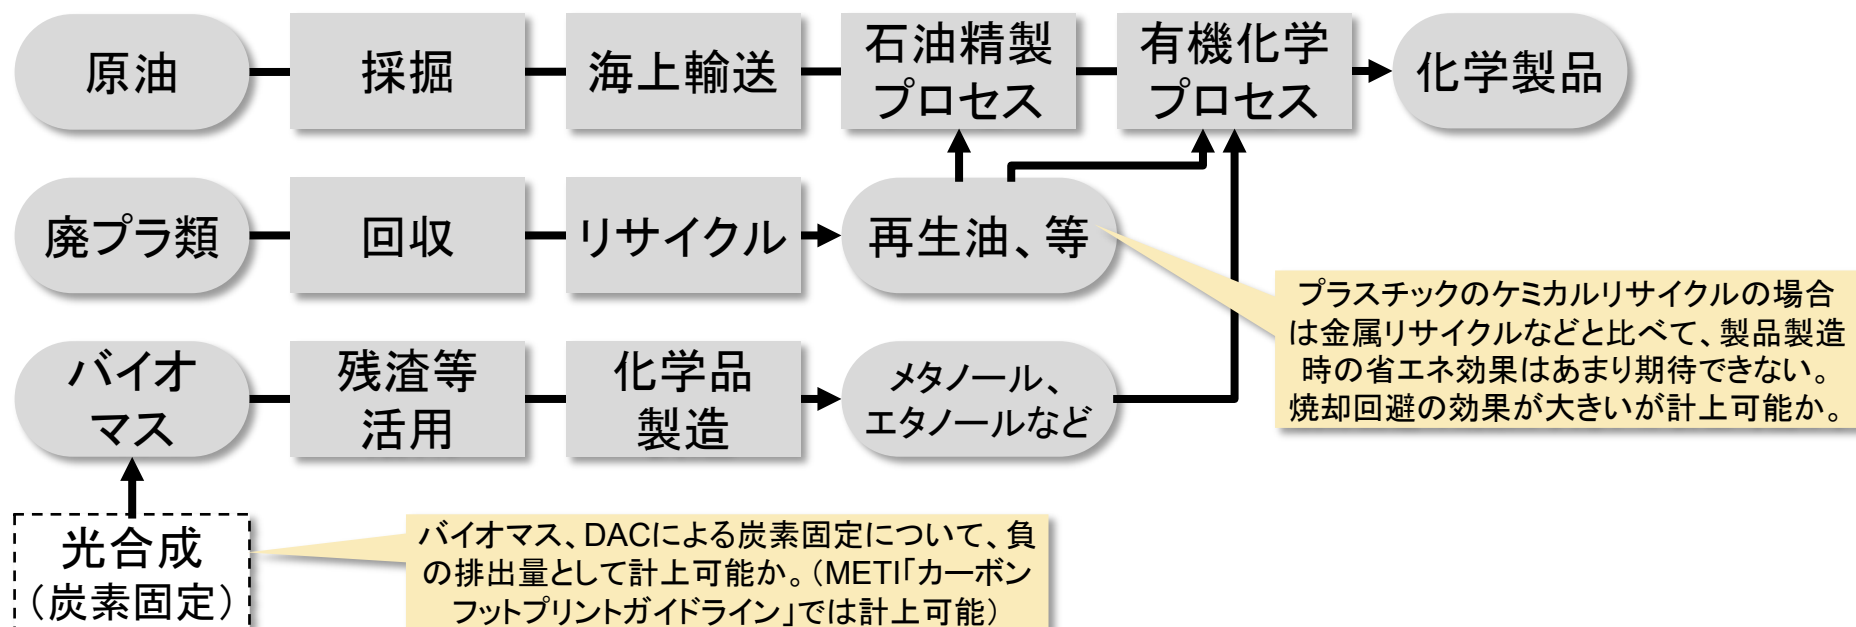 原油
採掘
海上輸送
石油精製
プロセス
有機化学
プロセス
化学製品
廃プラ類
回収
リサイクル
再生油、等
プラスチックのケミカルリサイクルの場合
は金属リサイクルなどと比べて、製品製造
時の省エネ効果はあまり期待できない。
焼却回避の効果が大きいが計上可能か。
バイオ
マス
残渣等
活用
化学品
製造
メタノール、
エタノールなど
光合成
（炭素固定）
バイオマス、DACによる炭素固定について、負
の排出量として計上可能か。（METI「カーボン
フットプリントガイドライン」では計上可能）